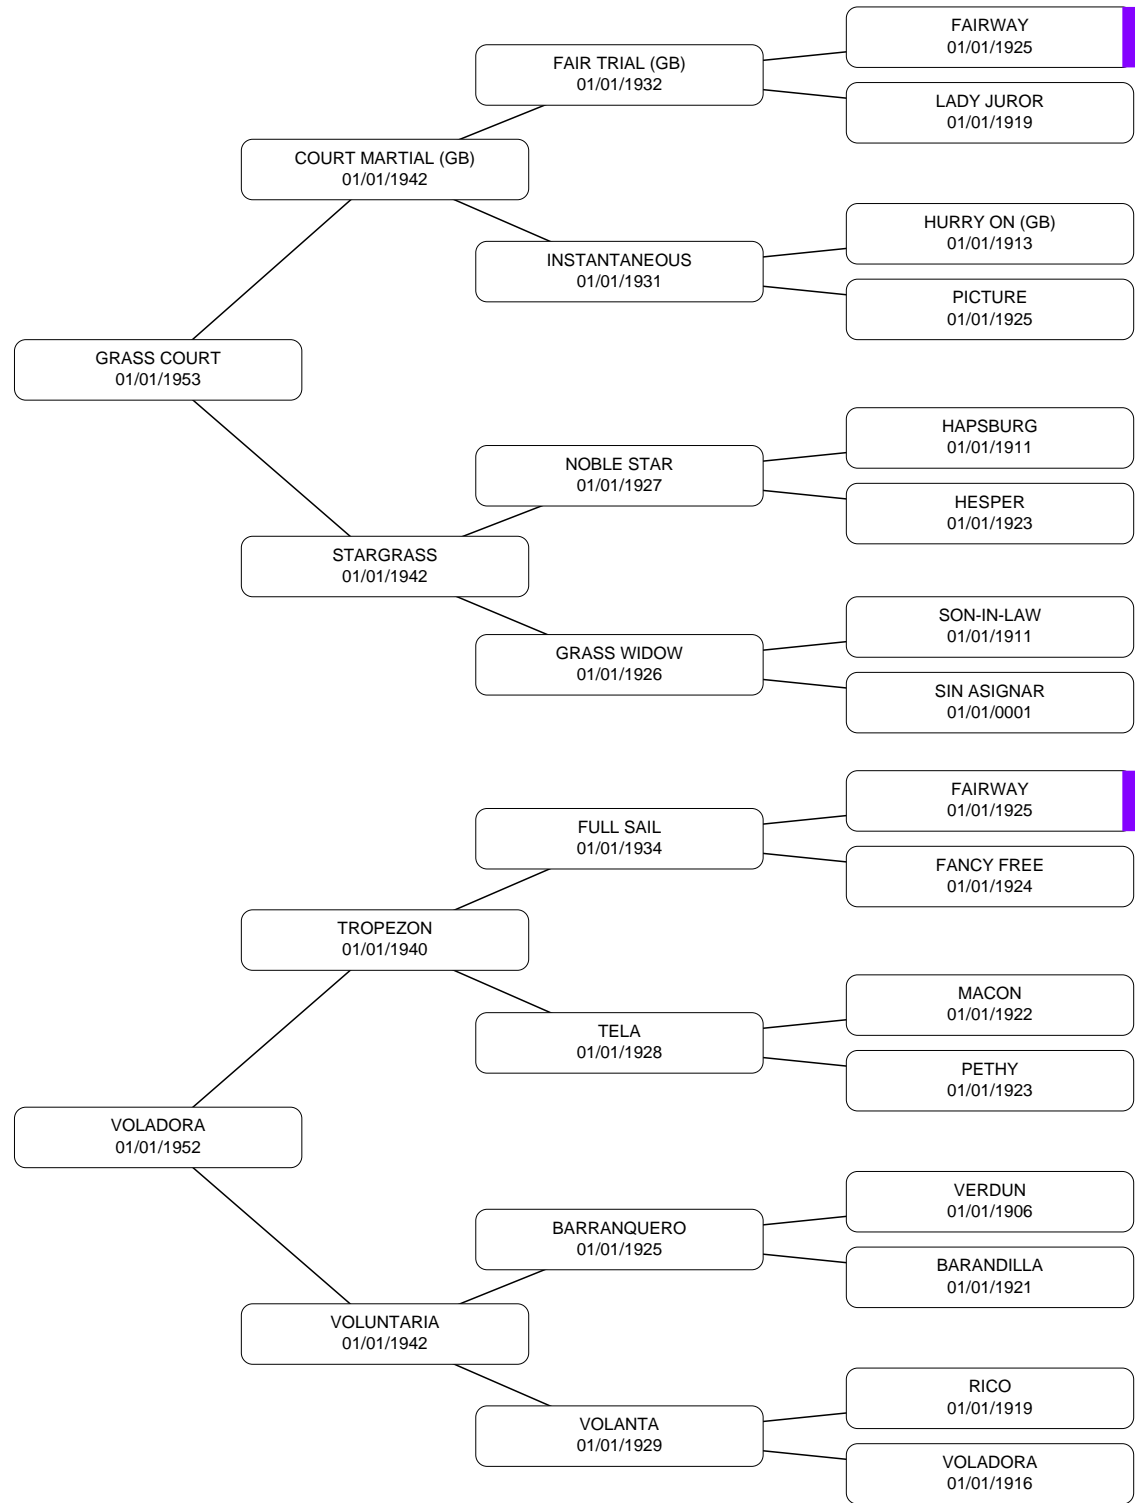 FAIRWAY
01/01/1925
FAIR TRIAL (GB)
01/01/1932
LADY JUROR
01/01/1919
COURT MARTIAL (GB)
01/01/1942
HURRY ON (GB)
01/01/1913
INSTANTANEOUS
01/01/1931
PICTURE
01/01/1925
GRASS COURT
01/01/1953
HAPSBURG
01/01/1911
NOBLE STAR
01/01/1927
HESPER
01/01/1923
STARGRASS
01/01/1942
SON-IN-LAW
01/01/1911
GRASS WIDOW
01/01/1926
SIN ASIGNAR
01/01/0001
FAIRWAY
01/01/1925
FULL SAIL
01/01/1934
FANCY FREE
01/01/1924
TROPEZON
01/01/1940
MACON
01/01/1922
TELA
01/01/1928
PETHY
01/01/1923
VOLADORA
01/01/1952
VERDUN
01/01/1906
BARRANQUERO
01/01/1925
BARANDILLA
01/01/1921
VOLUNTARIA
01/01/1942
RICO
01/01/1919
VOLANTA
01/01/1929
VOLADORA
01/01/1916